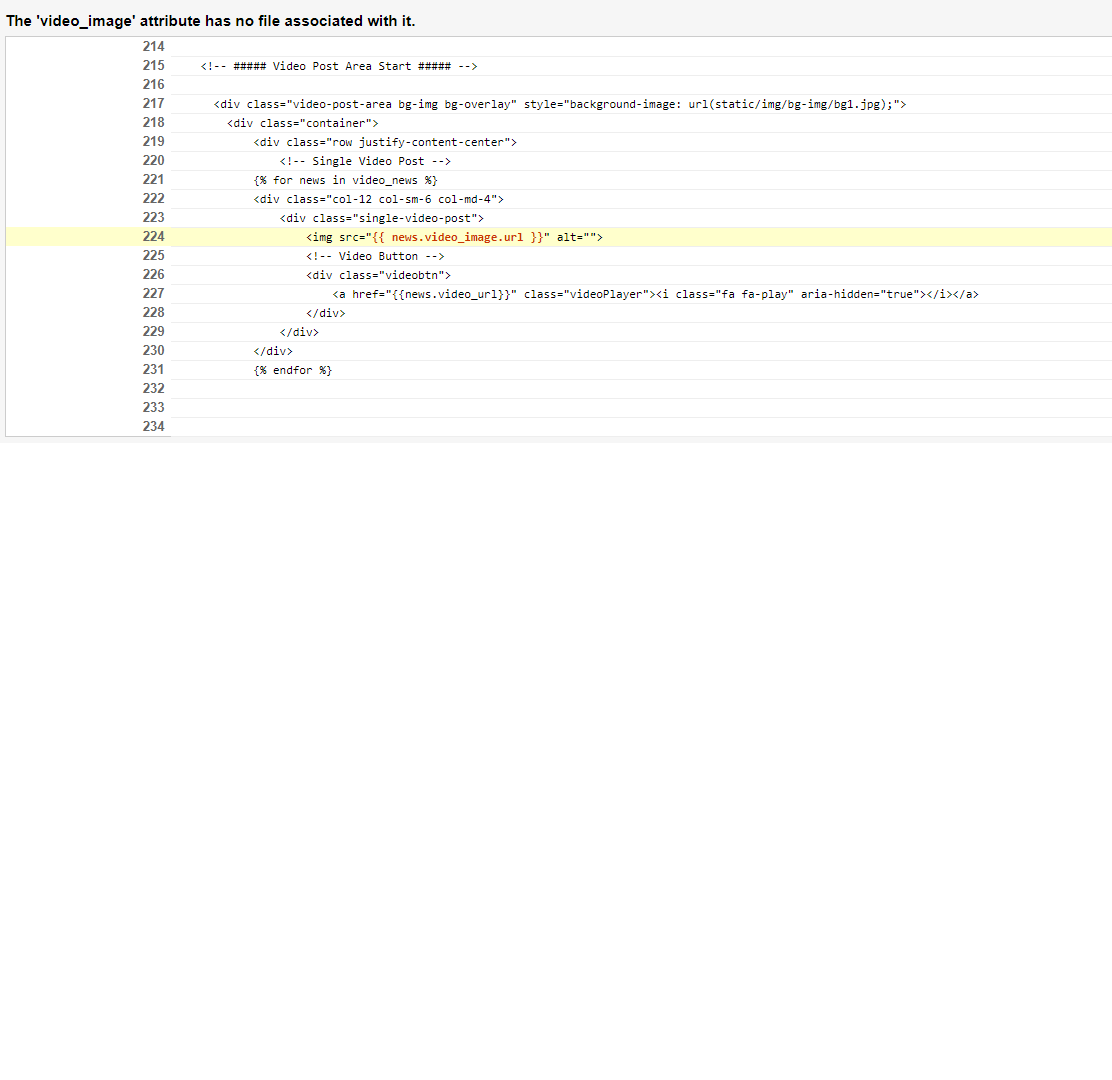 The 'video_image' attribute has no file associated with it.
214
215 <!-- ##### Video Post Area Start ##### -->
216
217 <div class="video-post-area bg-img bg-overlay" style="background-image: url(static/img/bg-img/bg1.jpg);">
218 <div class="container">
219 <div class="row justify-content-center">
220 <!-- Single Video Post -->
221 {% for news in video_news %}
222 <div class="col-12 col-sm-6 col-md-4">
223 <div class="single-video-post">
224 <img src="{{ news.video_image.url }}" alt="">
225 <!-- Video Button -->
226 <div class="videobtn">
227 <a href="{{news.video_url}}" class="videoPlayer"><i class="fa fa-play" aria-hidden="true"></i></a>
228 </div>
229 </div>
230 </div>
231 {% endfor %}
232
233
234